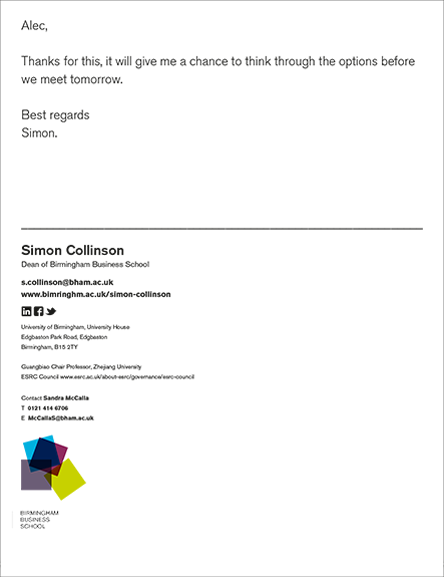 Alec,
Thanks for this, it will give me a chance to think through the options before
we meet tomorrow.
Best regards
Simon.
Simon Collinson
Dean of Birmingham Business School
s.collinson@bham.ac.uk
www.bimringhm.ac.uk/simon-collinson
University of Birmingham, University House
Edgbaston Park Road, Edgbaston
Birmingham, B15 2TY
Guangbiao Chair Professor, Zhejiang University
ESRC Council www.esrc.ac.uk/about-esrc/governance/esrc-council
Contact Sandra McCalla
T 0121 414 6706
E McCallaS@bham.ac.uk
BIRMINGHAM
BUSINESS
SCHOOL